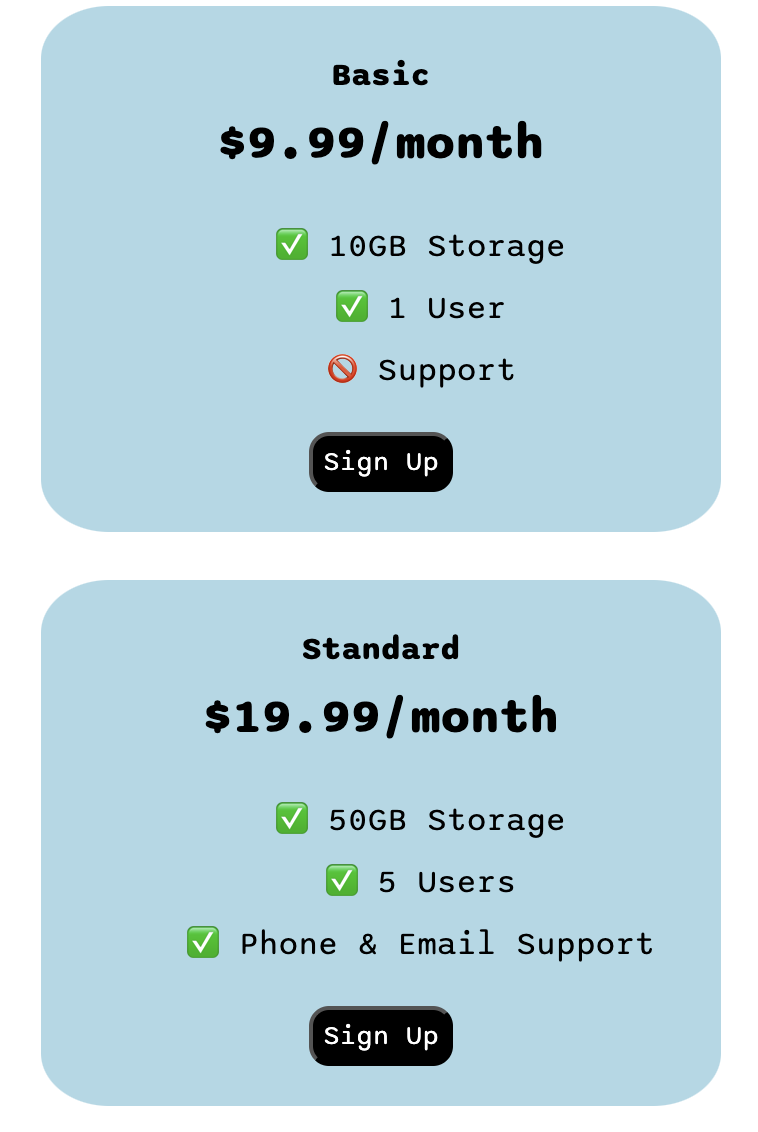 Basic
$9.99/month
✅ 10GB Storage
✅ 1 User
🚫 Support
Sign Up
Standard
$19.99/month
✅ 50GB Storage
✅ 5 Users
✅ Phone & Email Support
Sign Up